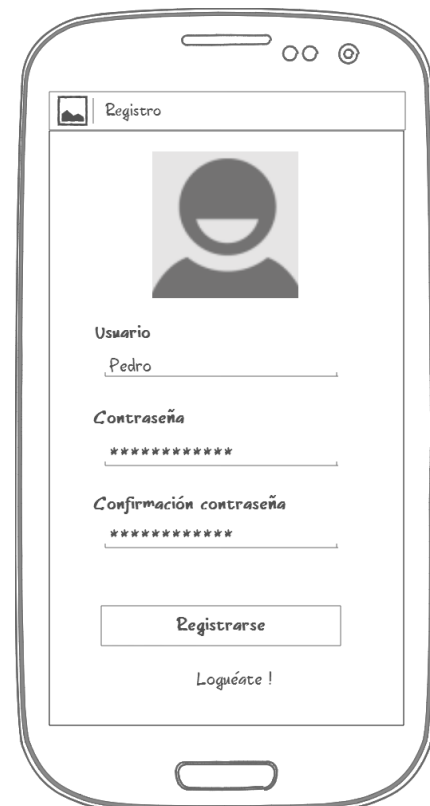 Registro
Usuario
Pedro
Contraseña
************
Confirmación contraseña
************
Registrarse
Loguéate !